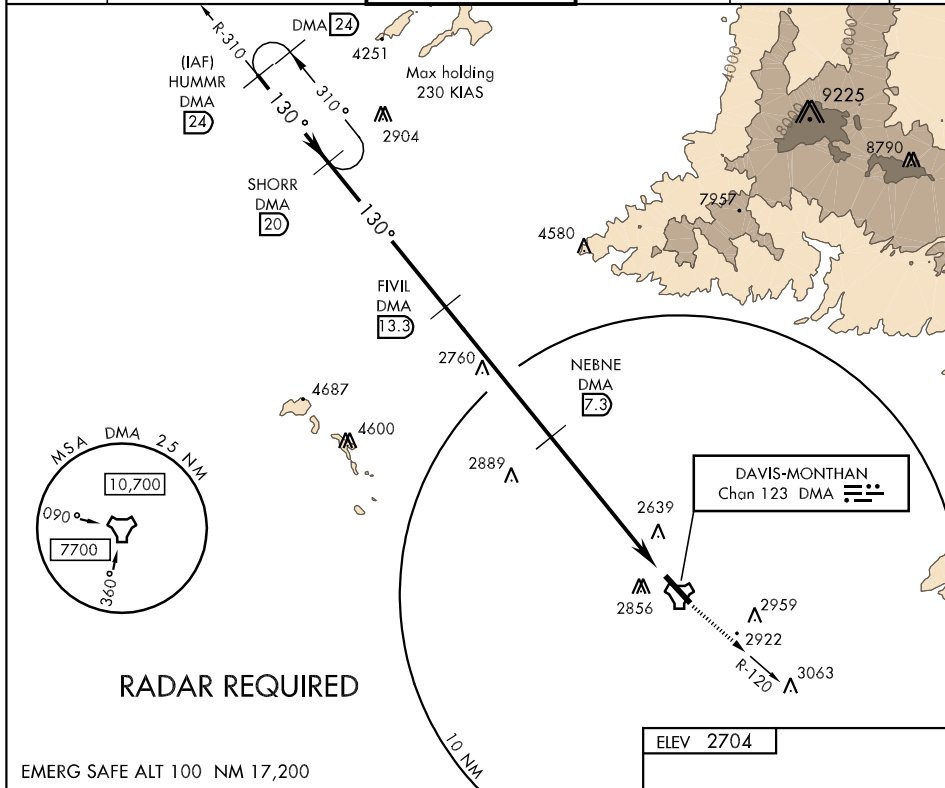 R-310
DMA 24
(IAF)
HUMMR
DMA
24
130°
310°
4251
Max holding
230 KIAS
2904
4000
8000
9225
8790
7957
4580
SHORR
DMA
20
130°
FIVIL
DMA
13.3
2760
NEBNE
DMA
7.3
4687
4600
2889
MSA DMA 25 NM
10,700
090°
7700
360°
DAVIS-MONTHAN
Chan 123 DMA
2639
2856
2959
2922
R-120
3063
RADAR REQUIRED
10 NM
ELEV 2704
EMERG SAFE ALT 100 NM 17,200